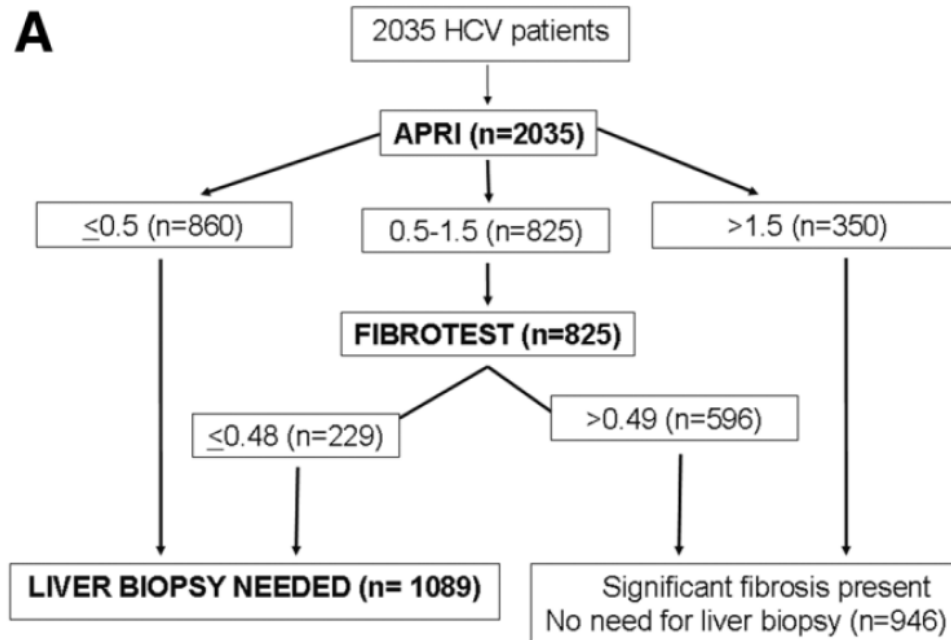 A
2035 HCV patients
APRI (n=2035)
≤0.5 (n=860)
0.5-1.5 (n=825)
>1.5 (n=350)
FIBROTEST (n=825)
≤0.48 (n=229)
>0.49 (n=596)
LIVER BIOPSY NEEDED (n= 1089)
Significant fibrosis present
No need for liver biopsy (n=946)